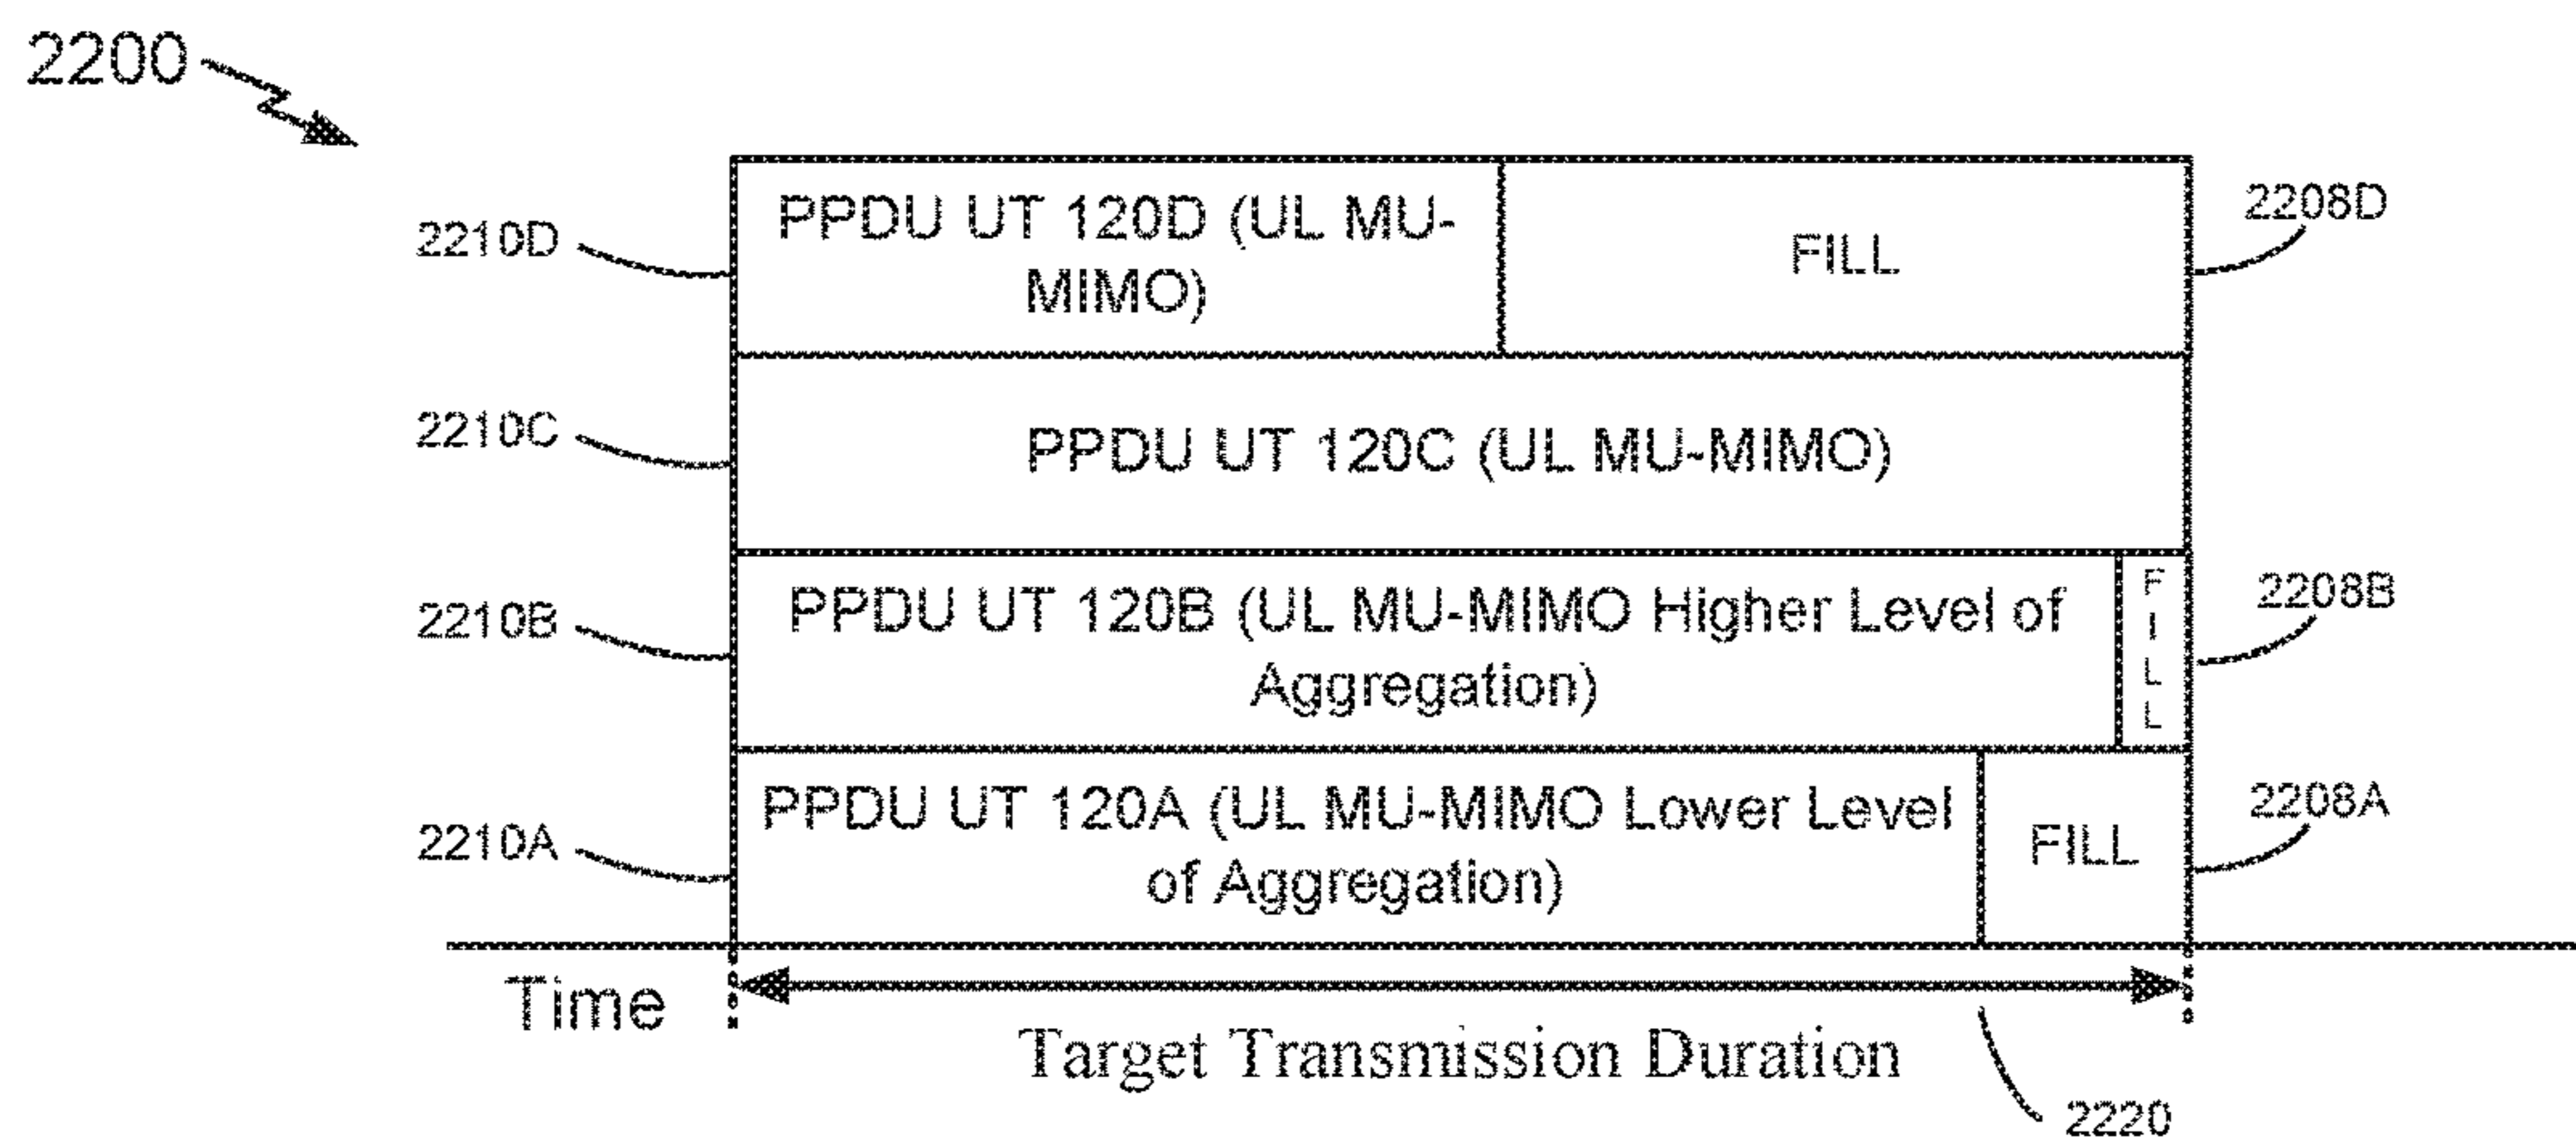 2200
2210D
PPDU UT 120D (UL MU-
MIMO)
FILL
2208D
2210C
PPDU UT 120C (UL MU-MIMO)
2210B
PPDU UT 120B (UL MU-MIMO Higher Level of
Aggregation)
F
I
L
L
2208B
2210A
PPDU UT 120A (UL MU-MIMO Lower Level
of Aggregation)
FILL
2208A
Time
Target Transmission Duration
2220